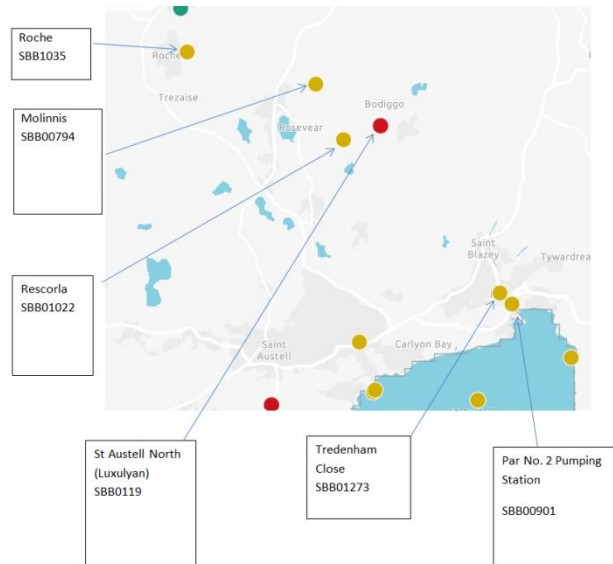 Roche
SBB1035
Molinnis
SBB00794
Rescorla
SBB01022
Roche
Trezaise
Rosevear
Bodiggo
Saint
Blazey
Tywardrea
Saint
Austell
Carlyon Bay
St Austell North
(Luxulyan)
SBB0119
Tredenham
Close
SBB01273
Par No. 2 Pumping
Station
SBB00901